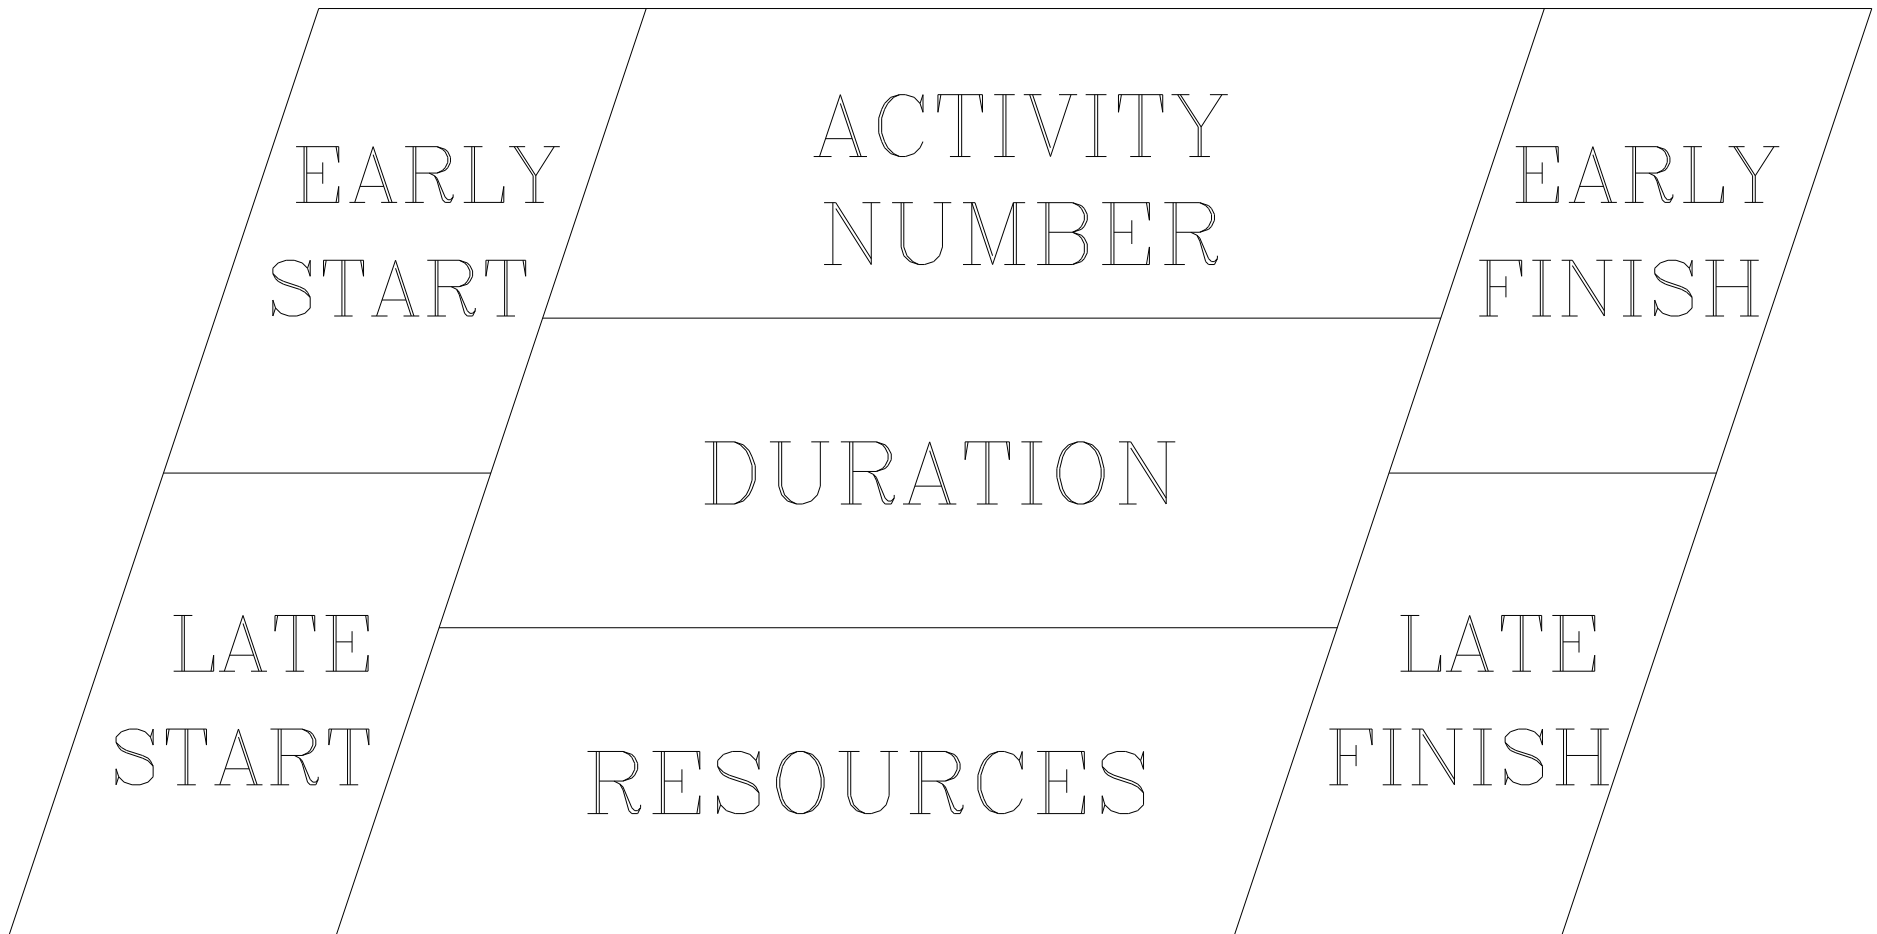 EARLY
START
ACTIVITY
NUMBER
EARLY
FINISH
DURATION
LATE
START
RESOURCES
LATE
FINISH